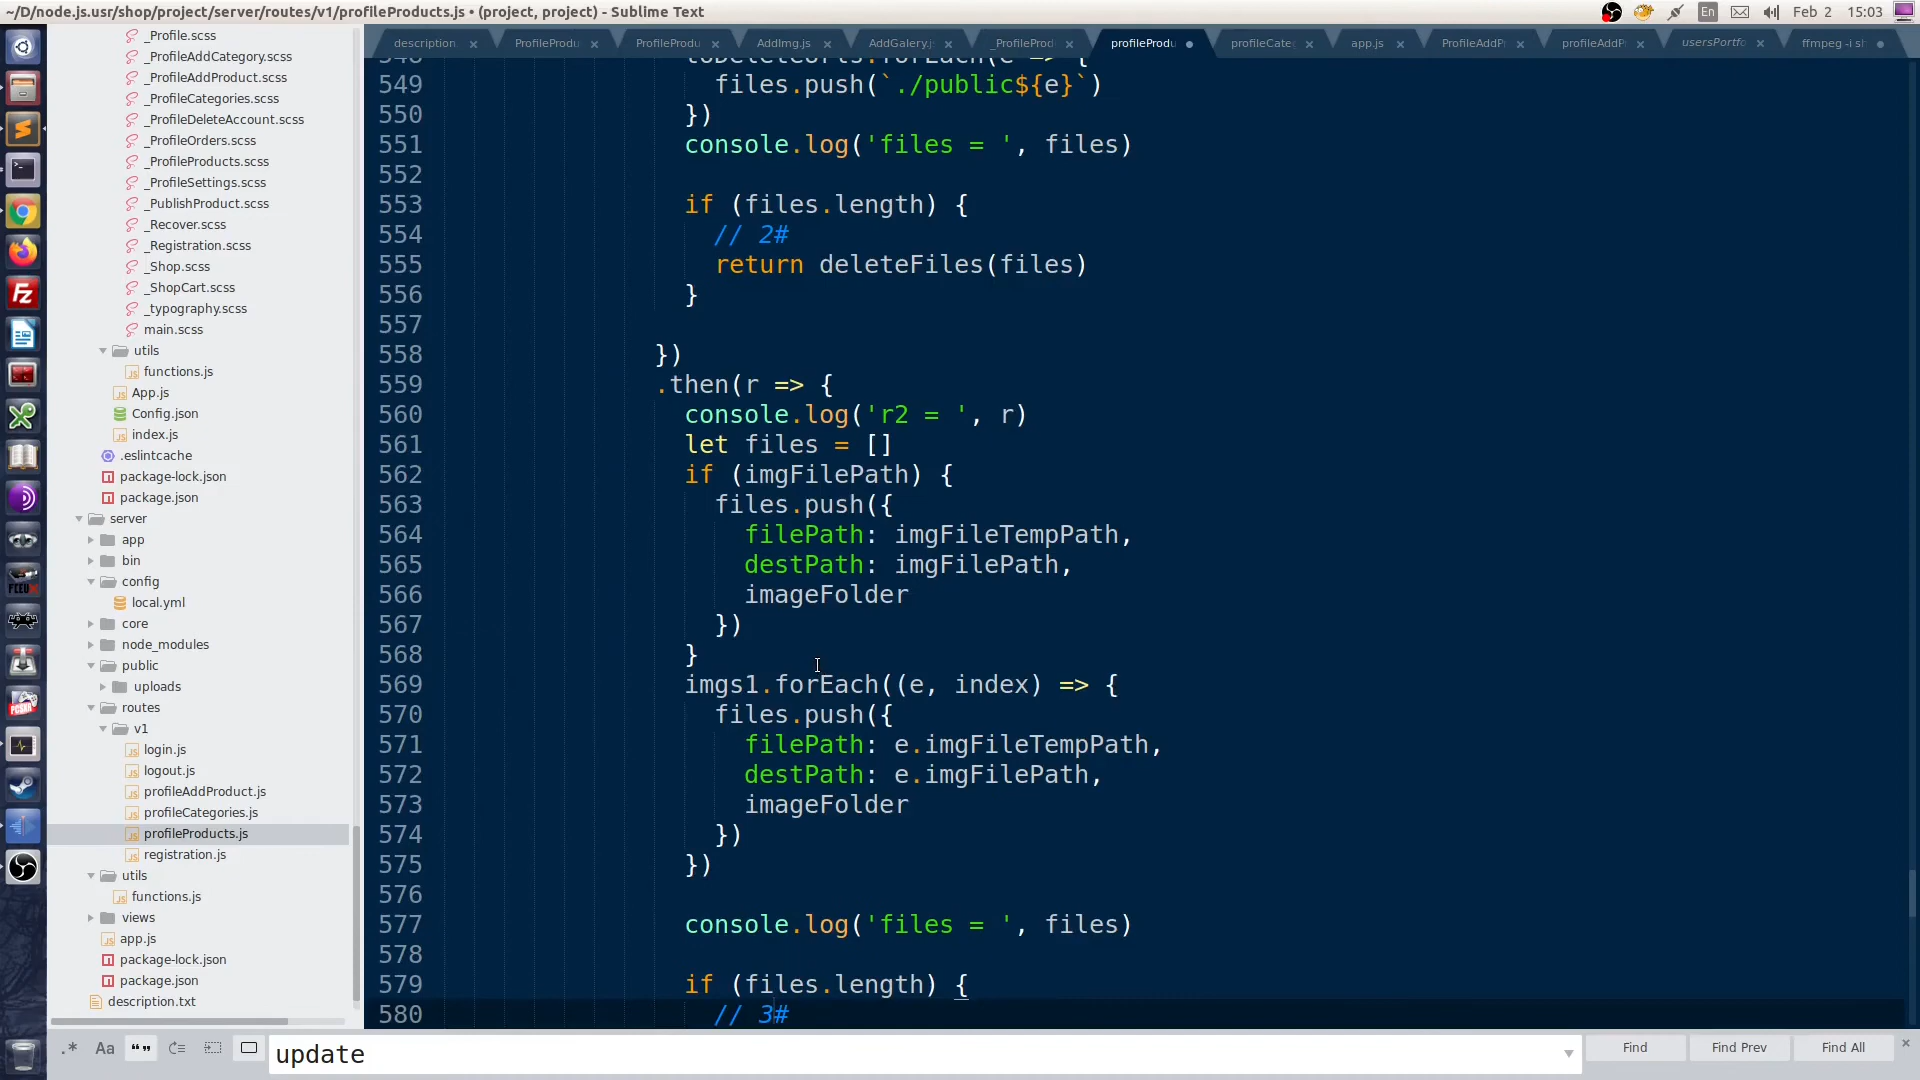 ~/D/node.js.usr/shop/project/server/routes/v1/profileProducts.js • (project, project) - Sublime Text
En
Feb 2
15:03
description
ProfileProdu
ProfileProdu
AddImg.js
AddGalery.j
_ProfileProd
profileProdu
profileCate
app.js
ProfileAddP
profileAddP
usersPortfo
ffmpeg -i s
_Profile.scss
_ProfileAddCategory.scss
_ProfileAddProduct.scss
_ProfileCategories.scss
_ProfileDeleteAccount.scss
_ProfileOrders.scss
_ProfileProducts.scss
_ProfileSettings.scss
_PublishProduct.scss
_Recover.scss
_Registration.scss
_Shop.scss
_ShopCart.scss
_typography.scss
main.scss
utils
functions.js
App.js
Config.json
index.js
.eslintcache
package-lock.json
package.json
server
app
bin
config
local.yml
core
node_modules
public
uploads
routes
v1
login.js
logout.js
profileAddProduct.js
profileCategories.js
profileProducts.js
registration.js
utils
functions.js
views
app.js
package-lock.json
package.json
description.txt
549 files.push(`./public${e}`)
550 })
551 console.log('files = ', files)
552
553 if (files.length) {
554 // 2#
555 return deleteFiles(files)
556 }
557
558 })
559 .then(r => {
560 console.log('r2 = ', r)
561 let files = []
562 if (imgFilePath) {
563 files.push({
564 filePath: imgFileTempPath,
565 destPath: imgFilePath,
566 imageFolder
567 })
568 }
569 imgs1.forEach((e, index) => {
570 files.push({
571 filePath: e.imgFileTempPath,
572 destPath: e.imgFilePath,
573 imageFolder
574 })
575 })
576
577 console.log('files = ', files)
578
579 if (files.length) {
580 // 3#
.*
Aa
update
Find
Find Prev
Find All